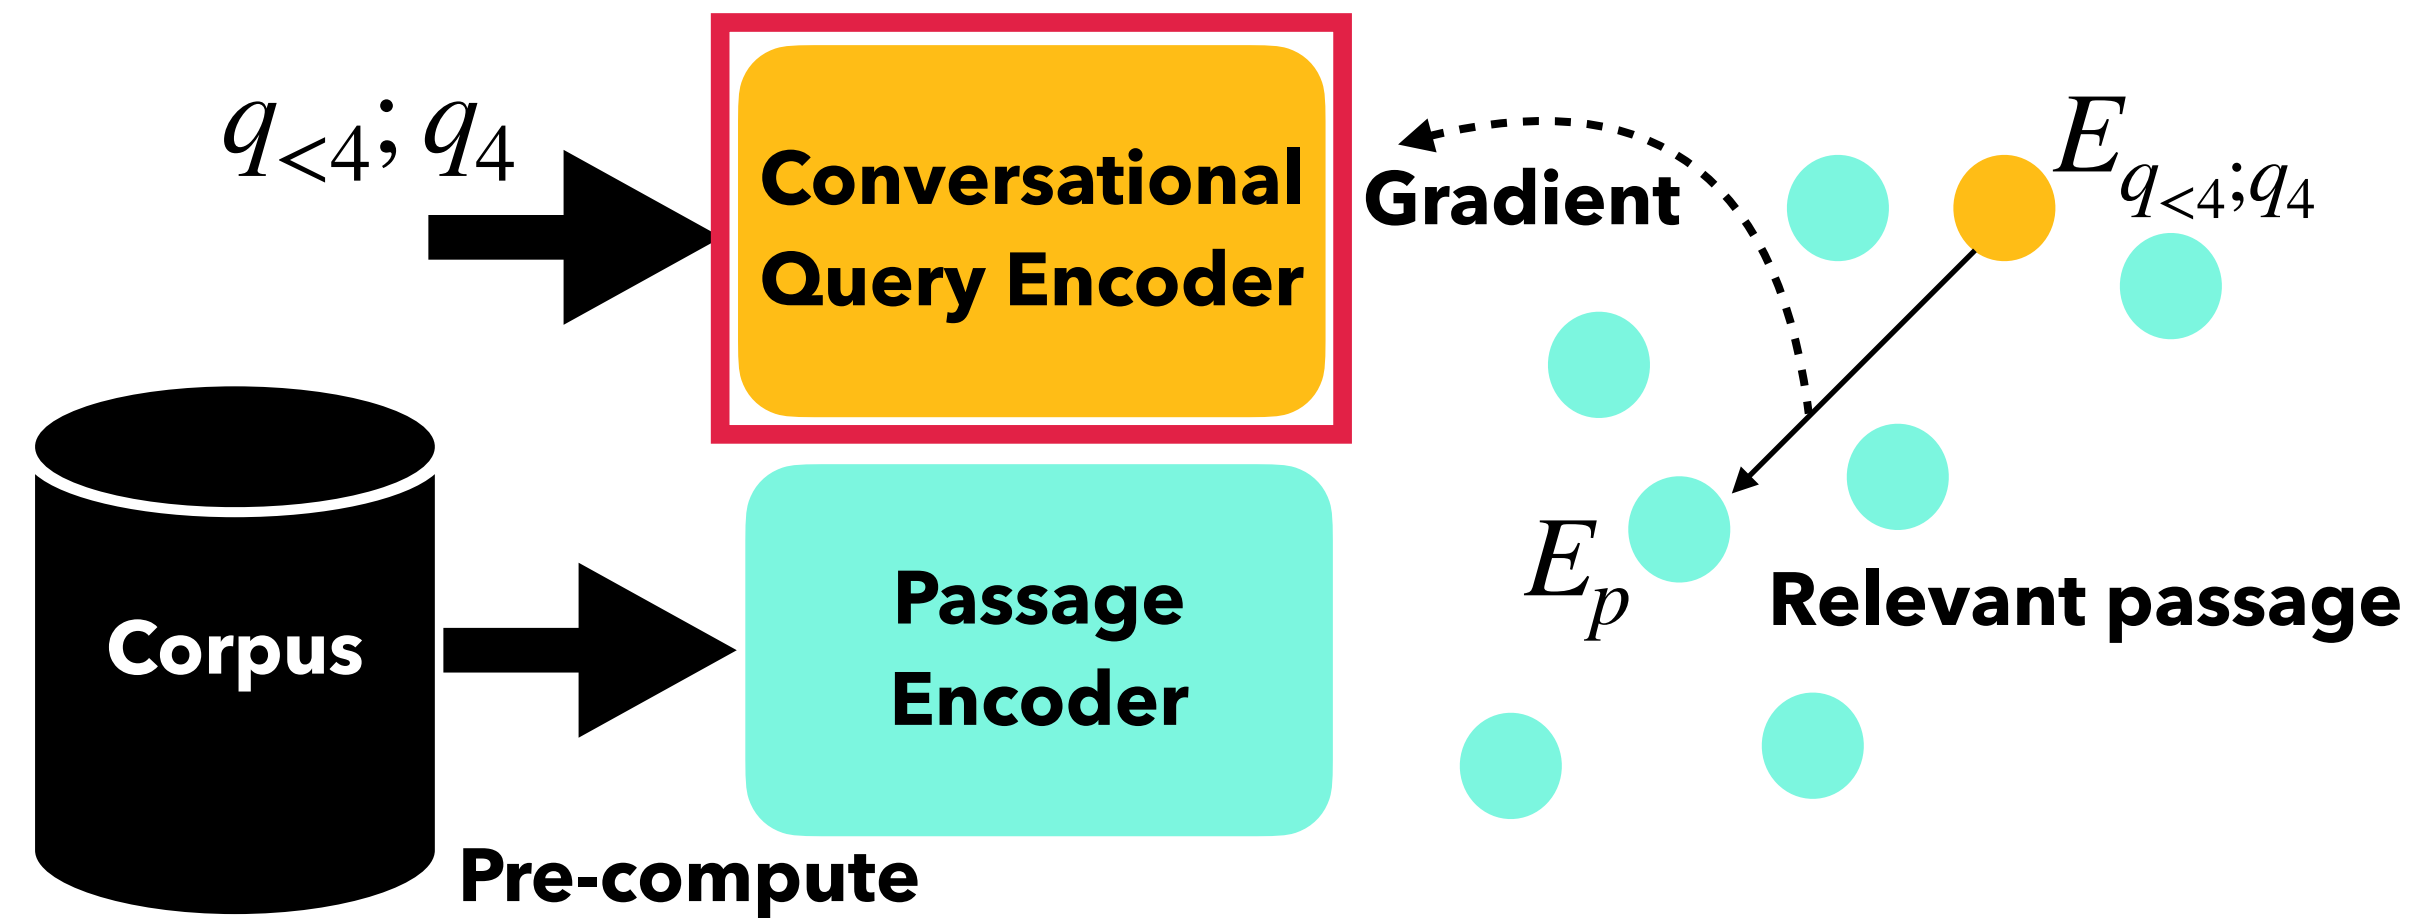 q<4; q4
Conversational
Query Encoder
Gradient
Eq<4;q4
Corpus
Passage
Encoder
Ep
Relevant passage
Pre-compute